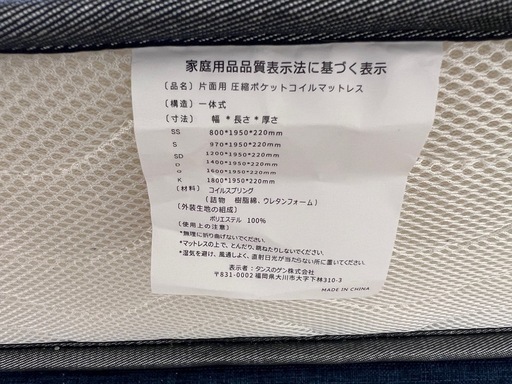 家庭用品品質表示法に基づく表示
〔品名〕片面用 圧縮ポケットコイルマットレス
〔構造〕一体式
〔寸法〕 幅 *長さ*厚さ
SS 800*1950*220mm
S 970*1950*220mm
SD 1200*1950*220mm
D 1400*1950*220mm
Q 1600*1950*220mm
K 1800*1950*220mm
〔材料〕 コイルスプリング
〔詰物 樹脂綿、ウレタンフォーム〕
〔外装生地の組成〕
ポリエステル 100%
〔使用上の注意〕
*無理に折り曲げないでください。
*マットレスの上で、とんだり、跳ねたりしないでください。
*湿気を避け、風通しよく、直射日光が当たらない所に置いてください。
表示者：タンスのゲン株式会社
〒831-0002 福岡県大川市大字下林310-3
MADE IN CHINA